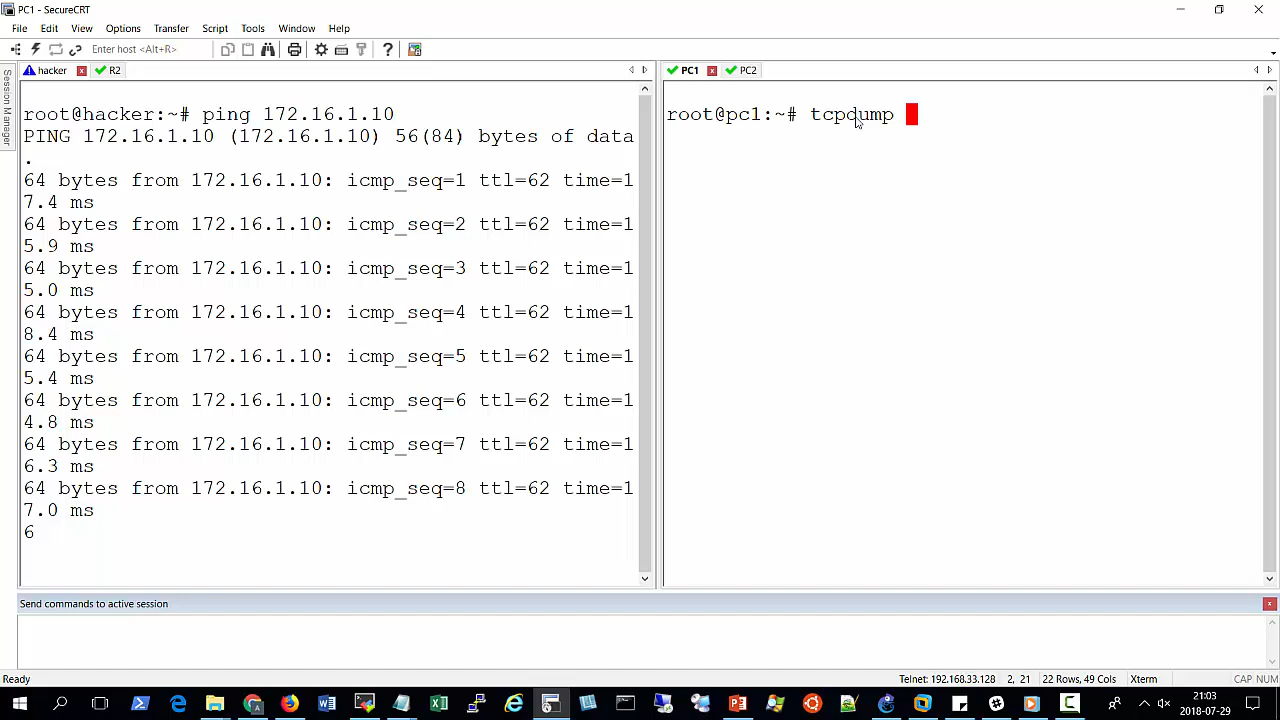 PC1 - SecureCRT
File Edit View Options Transfer Script Tools Window Help
Enter host <Alt+R>
Session Manager
hacker R2
PC1 PC2
root@hacker:~# ping 172.16.1.10
PING 172.16.1.10 (172.16.1.10) 56(84) bytes of data
.
64 bytes from 172.16.1.10: icmp_seq=1 ttl=62 time=1
7.4 ms
64 bytes from 172.16.1.10: icmp_seq=2 ttl=62 time=1
5.9 ms
64 bytes from 172.16.1.10: icmp_seq=3 ttl=62 time=1
5.0 ms
64 bytes from 172.16.1.10: icmp_seq=4 ttl=62 time=1
8.4 ms
64 bytes from 172.16.1.10: icmp_seq=5 ttl=62 time=1
5.4 ms
64 bytes from 172.16.1.10: icmp_seq=6 ttl=62 time=1
4.8 ms
64 bytes from 172.16.1.10: icmp_seq=7 ttl=62 time=1
6.3 ms
64 bytes from 172.16.1.10: icmp_seq=8 ttl=62 time=1
7.0 ms
6
root@pc1:~# tcpdump
Send commands to active session
Ready Telnet: 192.168.33.128 2, 21 22 Rows, 49 Cols Xterm CAP NUM
21:03
2018-07-29